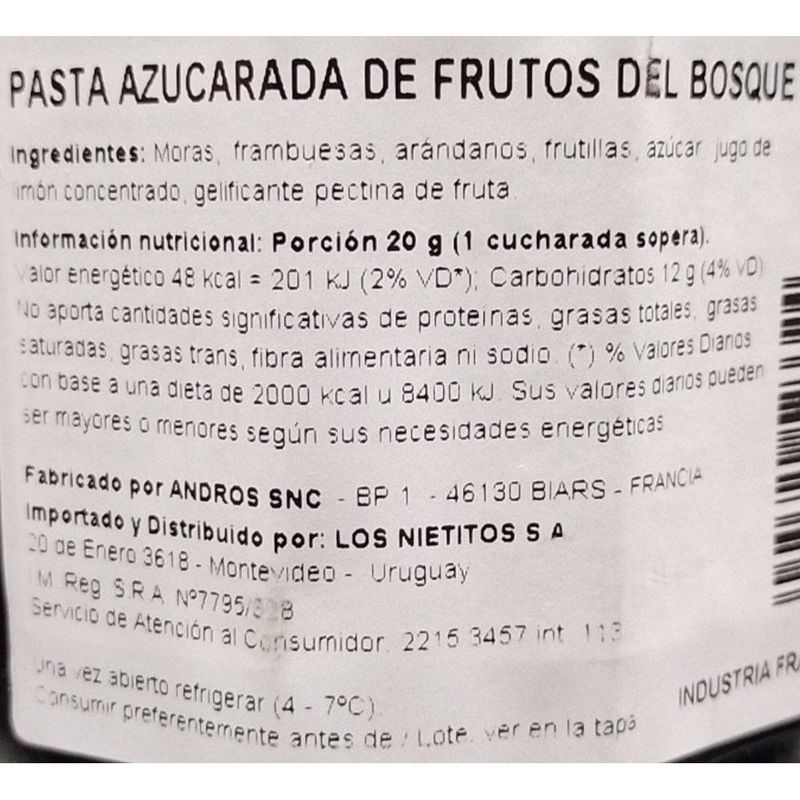 PASTA AZUCARADA DE FRUTOS DEL BOSQUE
Ingredientes: Moras, frambuesas, arándanos, frutillas, azúcar, jugo de
limón concentrado, gelificante pectina de fruta
Información nutricional: Porción 20 g (1 cucharada sopera).
Valor energético 48 kcal = 201 kJ (2% VD*); Carbohidratos 12 g (4% VD)
No aporta cantidades significativas de proteínas, grasas totales, grasas
saturadas, grasas trans, fibra alimentaria ni sodio. (*) % Valores Diarios
con base a una dieta de 2000 kcal u 8400 kJ. Sus valores diarios pueden
ser mayores o menores según sus necesidades energéticas
Fabricado por ANDROS SNC - BP 1 - 46130 BIARS - FRANCIA
Importado y Distribuido por: LOS NIETITOS S A
20 de Enero 3618 - Montevideo - Uruguay
M. Reg S.R.A. Nº7795/
Servicio de Atención al Consumidor. 2215 3457 int. 113
Una vez abierto refrigerar (4 - 7ºC).
Consumir preferentemente antes de / Lote: ver en la tapa
INDUSTRIA FRA